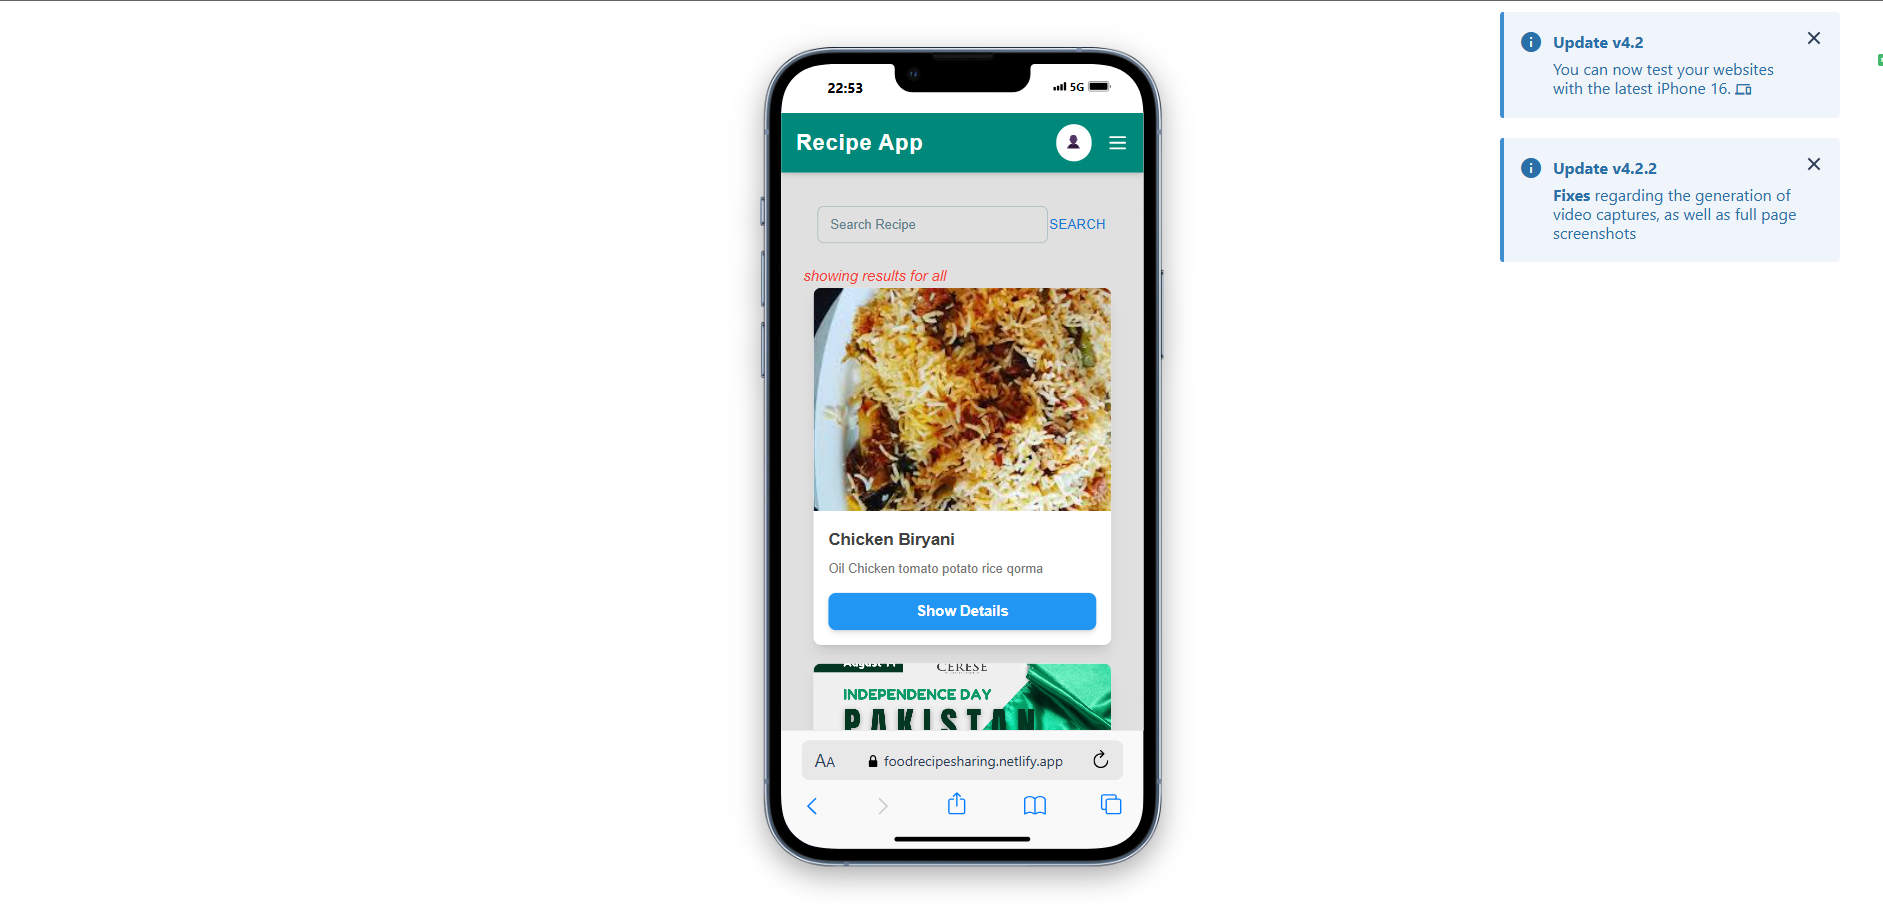 22:53
5G
Recipe App
Search Recipe
SEARCH
showing results for all
Chicken Biryani
Oil Chicken tomato potato rice qorma
Show Details
August 14
CERESE
INDEPENDENCE DAY
PAKISTAN
AA
foodrecipesharing.netlify.app
Update v4.2
You can now test your websites
with the latest iPhone 16.
Update v4.2.2
Fixes regarding the generation of
video captures, as well as full page
screenshots